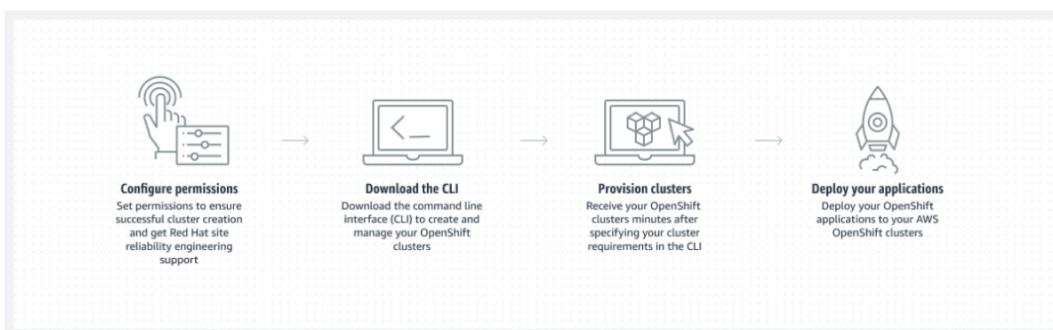 Configure permissions
Set permissions to ensure
successful cluster creation
and get Red Hat site
reliability engineering
support
Download the CLI
Download the command line
interface (CLI) to create and
manage your OpenShift
clusters
Provision clusters
Receive your OpenShift
clusters minutes after
specifying your cluster
requirements in the CLI
Deploy your applications
Deploy your OpenShift
applications to your AWS
OpenShift clusters